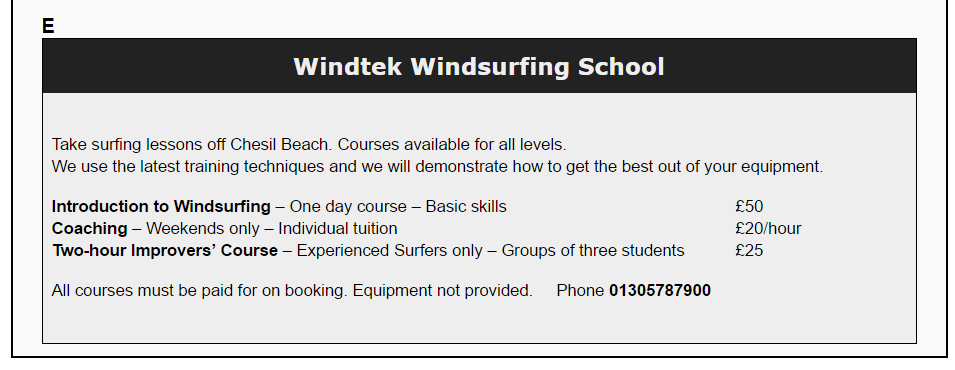 E
Windtek Windsurfing School
Take surfing lessons off Chesil Beach. Courses available for all levels.
We use the latest training techniques and we will demonstrate how to get the best out of your equipment.
Introduction to Windsurfing – One day course – Basic skills £50
Coaching – Weekends only – Individual tuition £20/hour
Two-hour Improvers’ Course – Experienced Surfers only – Groups of three students £25
All courses must be paid for on booking. Equipment not provided. Phone 01305787900